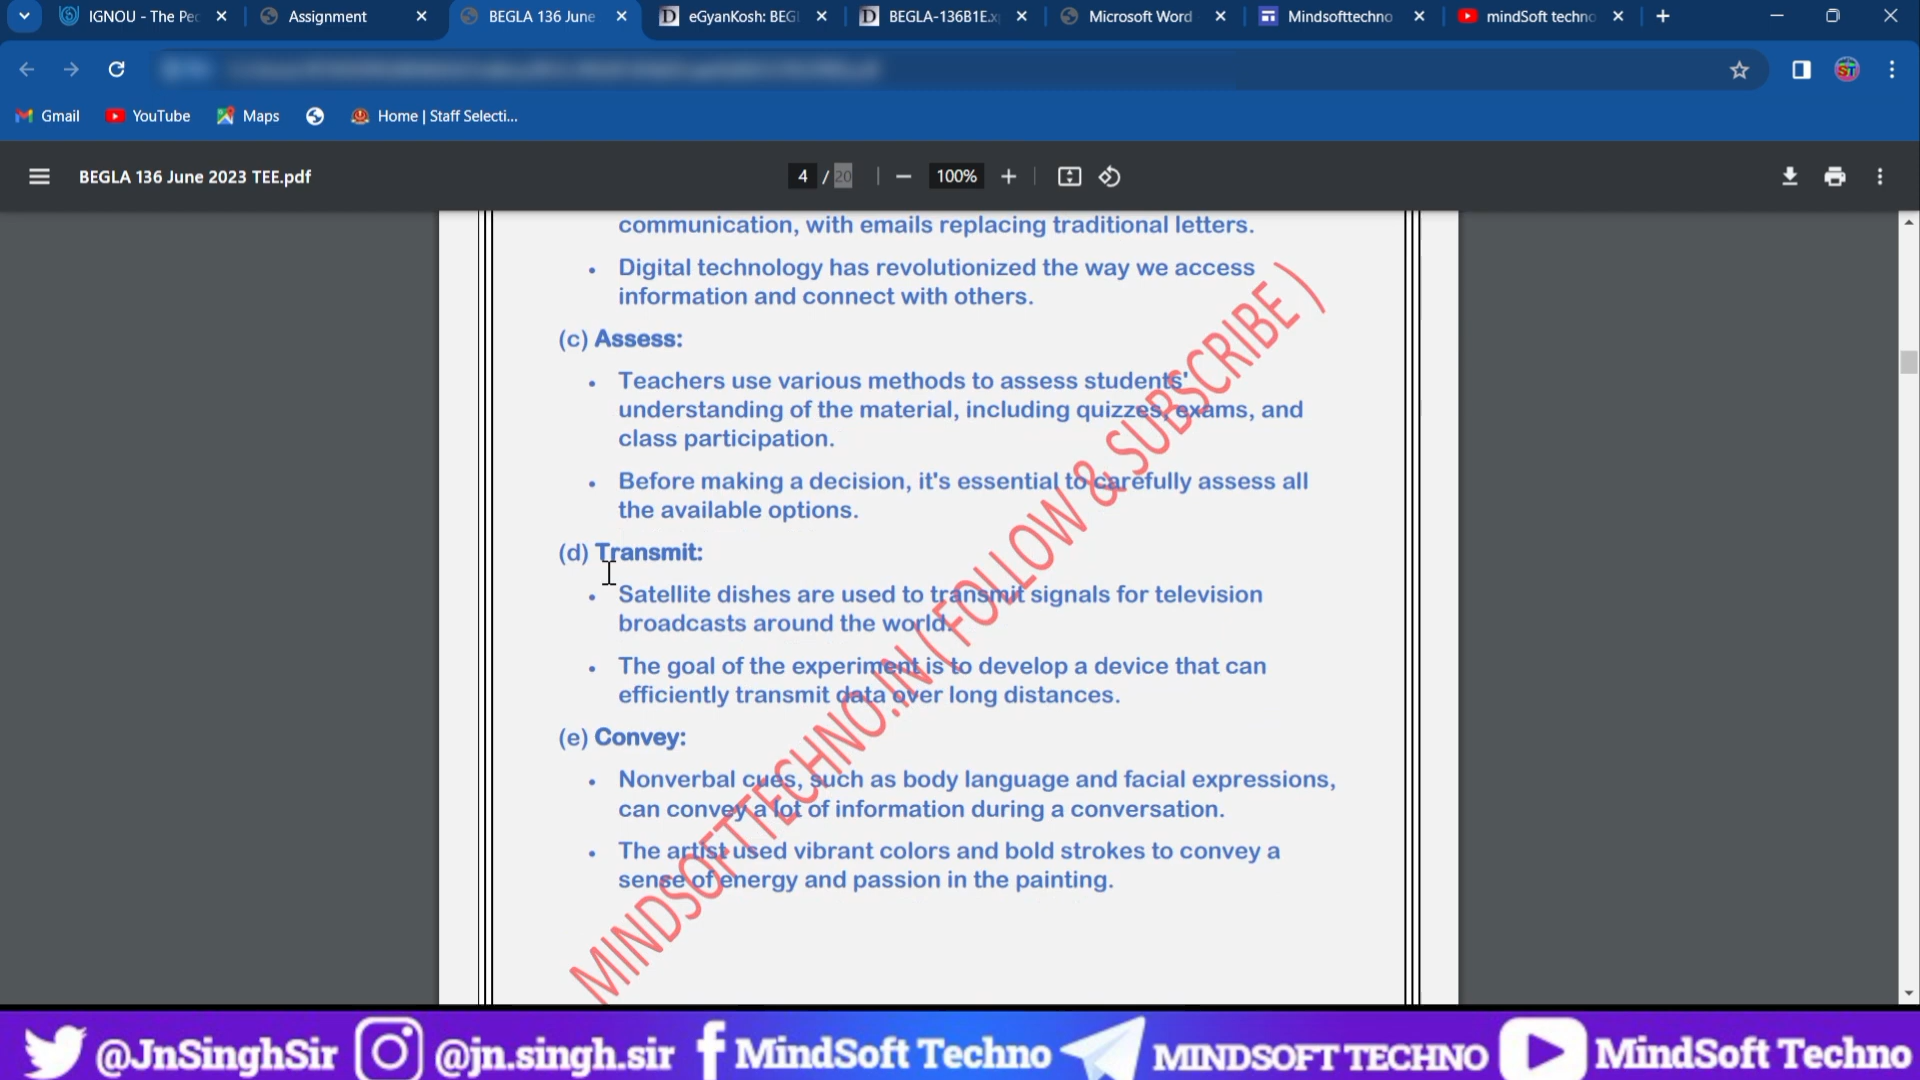 IGNOU - The Pe
Assignment
BEGLA 136 June
eGyanKosh: BEG
BEGLA-136B1E.x
Microsoft Word
Mindsofttechno
mindSoft techno
Gmail
YouTube
Maps
Home | Staff Selecti...
BEGLA 136 June 2023 TEE.pdf
4 / 20
100%
communication, with emails replacing traditional letters.
• Digital technology has revolutionized the way we access
information and connect with others.
(c) Assess:
• Teachers use various methods to assess students'
understanding of the material, including quizzes, exams, and
class participation.
• Before making a decision, it's essential to carefully assess all
the available options.
(d) Transmit:
• Satellite dishes are used to transmit signals for television
broadcasts around the world.
• The goal of the experiment is to develop a device that can
efficiently transmit data over long distances.
(e) Convey:
• Nonverbal cues, such as body language and facial expressions,
can convey a lot of information during a conversation.
• The artist used vibrant colors and bold strokes to convey a
sense of energy and passion in the painting.
MINDSOFTTECHNO.IN ( FOLLOW & SUBSCRIBE )
@JnSinghSir
@jn.singh.sir
MindSoft Techno
MINDSOFT TECHNO
MindSoft Techno